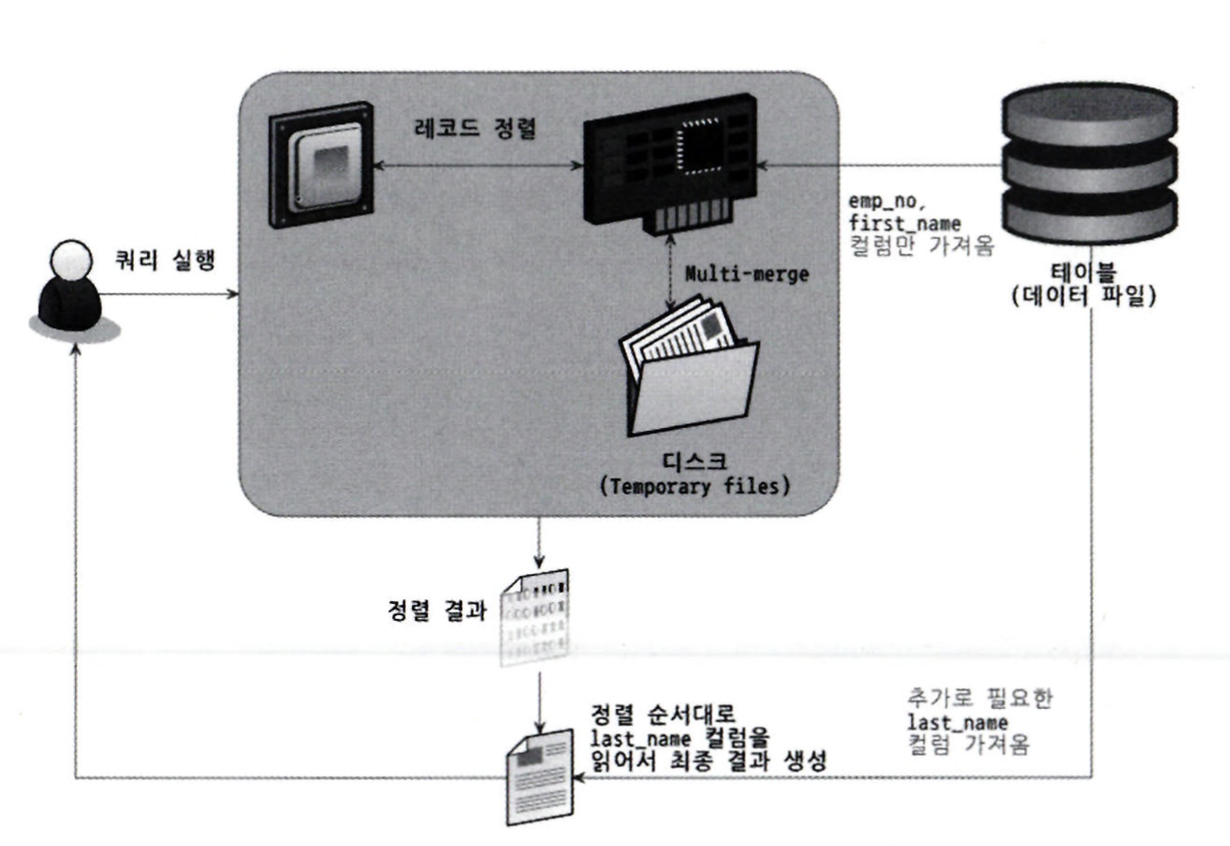 레코드 정렬
emp_no,
first_name
컬럼만 가져옴
쿼리 실행
Multi-merge
테이블
(데이터 파일)
디스크
(Temporary files)
정렬 결과
정렬 순서대로
last_name 컬럼을
읽어서 최종 결과 생성
추가로 필요한
last_name
컬럼 가져옴